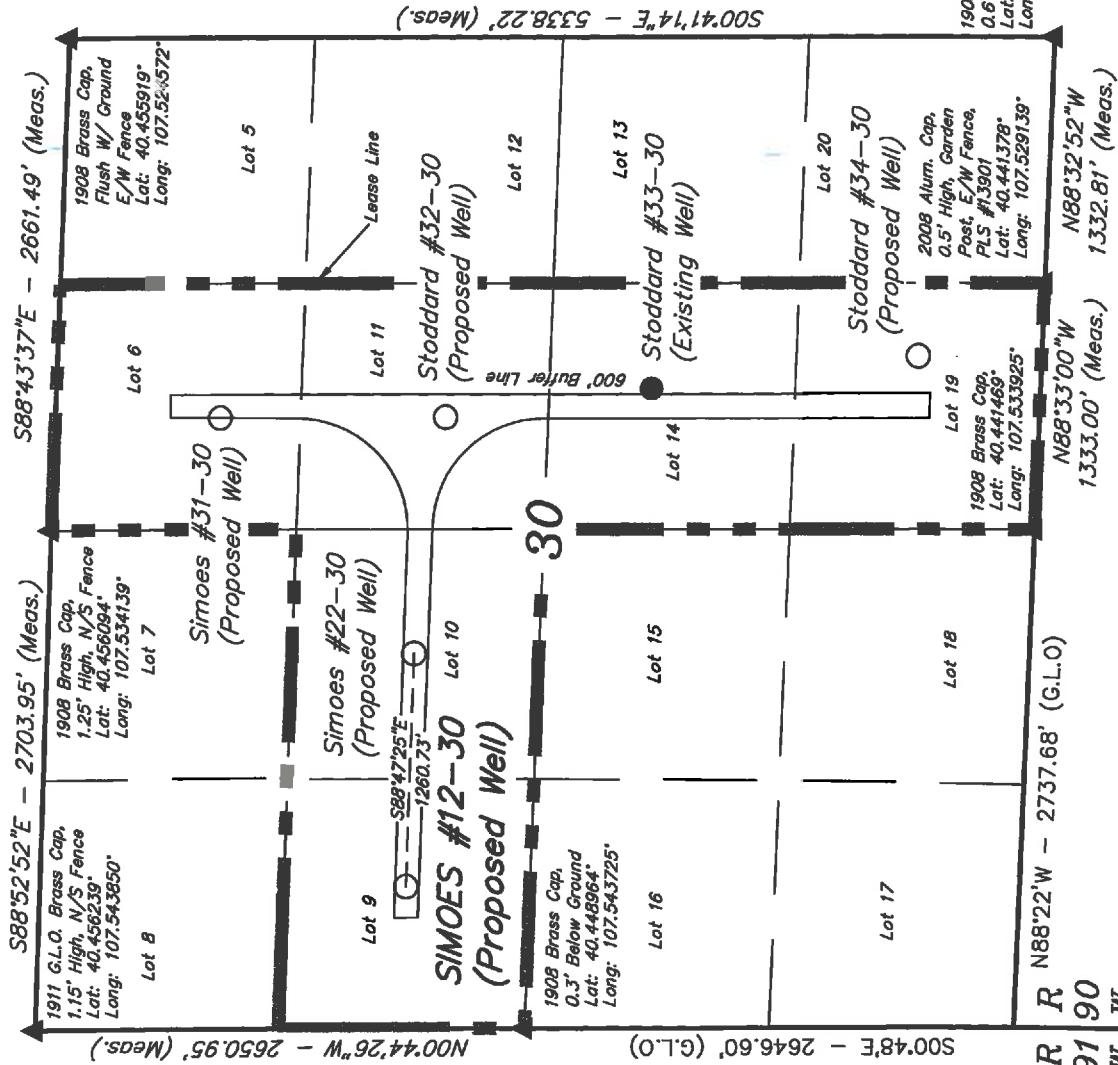 S88°52'52"E - 2703.95' (Meas.)
S88°43'37"E - 2661.49' (Meas.)
1911 G.L.O. Brass Cap,
1.15' High, N/S Fence
Lat: 40.456239°
Long: 107.543850°
Lot 8
1908 Brass Cap,
1.25' High, N/S Fence
Lat: 40.456094°
Long: 107.534139°
Lot 7
Lot 6
1908 Brass Cap,
Flush W/ Ground
E/W Fence
Lat: 40.455919°
Long: 107.524572°
Lot 5
Lease Line
Simoes #31-30
(Proposed Well)
Simoes #22-30
(Proposed Well)
Lot 9
S88°47'25"E
1260.73'
Lot 10
SIMOES #12-30
(Proposed Well)
Lot 11
Stoddard #32-30
(Proposed Well)
Lot 12
600' Buffer Line
30
N00°44'26"W - 2650.95' (Meas.)
S00°41'14"E - 5338.22' (Meas.)
1908 Brass Cap,
0.3' Below Ground
Lat: 40.448964°
Long: 107.543725°
Lot 16
Lot 15
Lot 14
Stoddard #33-30
(Existing Well)
Lot 13
Lot 17
Lot 18
Lot 19
Stoddard #34-30
(Proposed Well)
Lot 20
S00°48'E - 2646.60' (G.L.O)
1908 Brass Cap,
Lat: 40.441469°
Long: 107.533925°
2008 Alum. Cap,
0.5' High, Garden
Post, E/W Fence,
PLS #13901
Lat: 40.441378°
Long: 107.529139°
190
0.6
Lat
Lon
N88°22'W - 2737.68' (G.L.O)
N88°33'00"W
1333.00' (Meas.)
N88°32'52"W
1332.81' (Meas.)
R R
91 90